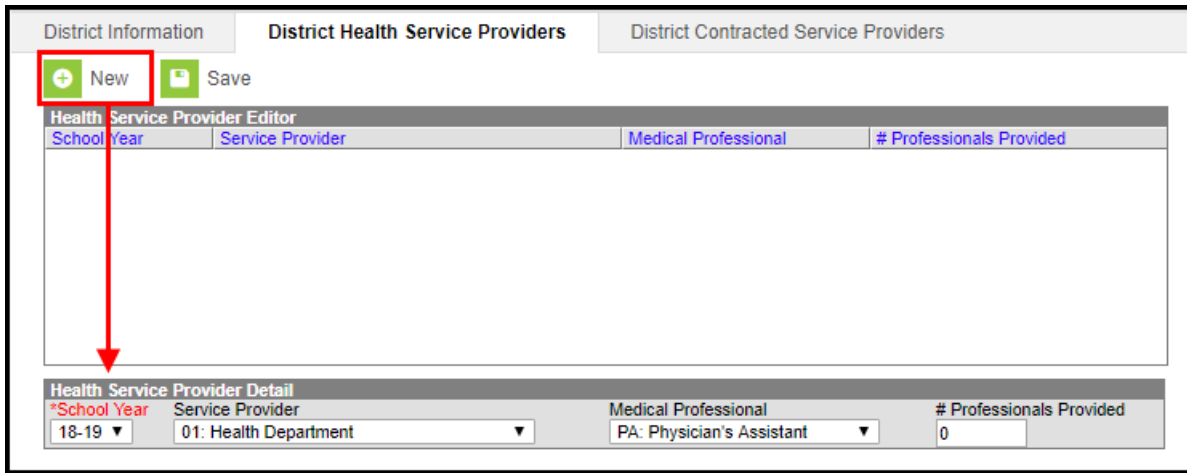 District Information District Health Service Providers District Contracted Service Providers
New Save
Health Service Provider Editor
School Year Service Provider Medical Professional # Professionals Provided
Health Service Provider Detail
*School Year Service Provider Medical Professional # Professionals Provided
18-19 01: Health Department PA: Physician's Assistant 0